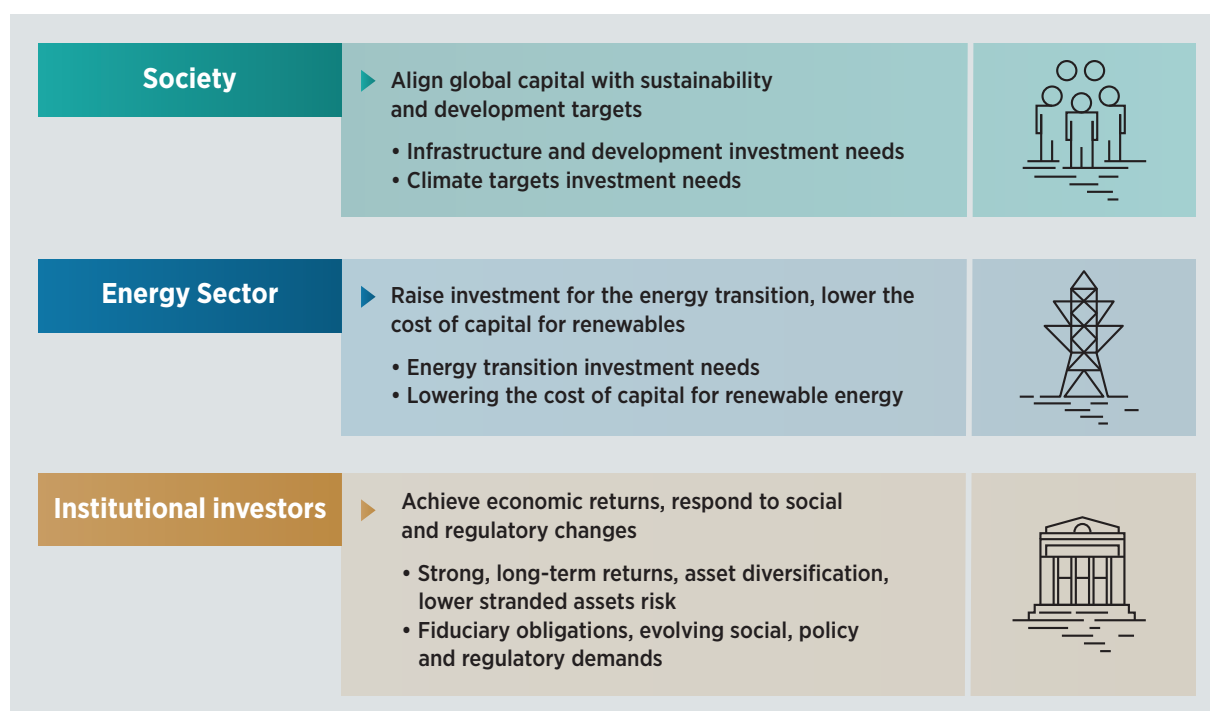 Society
Align global capital with sustainability
and development targets
• Infrastructure and development investment needs
• Climate targets investment needs
Energy Sector
Raise investment for the energy transition, lower the
cost of capital for renewables
• Energy transition investment needs
• Lowering the cost of capital for renewable energy
Institutional investors
Achieve economic returns, respond to social
and regulatory changes
• Strong, long-term returns, asset diversification,
lower stranded assets risk
• Fiduciary obligations, evolving social, policy
and regulatory demands